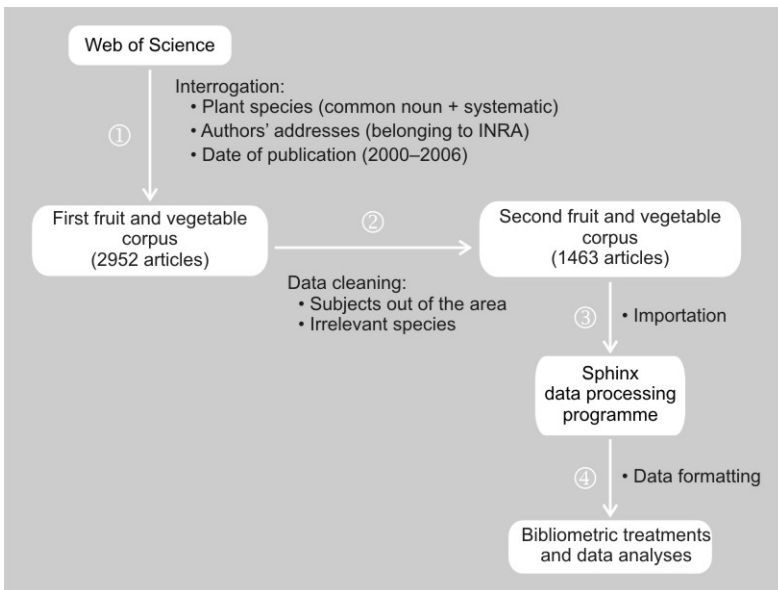 Web of Science
Interrogation:
• Plant species (common noun + systematic)
① • Authors' addresses (belonging to INRA)
• Date of publication (2000–2006)
First fruit and vegetable
corpus
(2952 articles)
②
Data cleaning:
• Subjects out of the area
• Irrelevant species
Second fruit and vegetable
corpus
(1463 articles)
③ • Importation
Sphinx
data processing
programme
④ • Data formatting
Bibliometric treatments
and data analyses